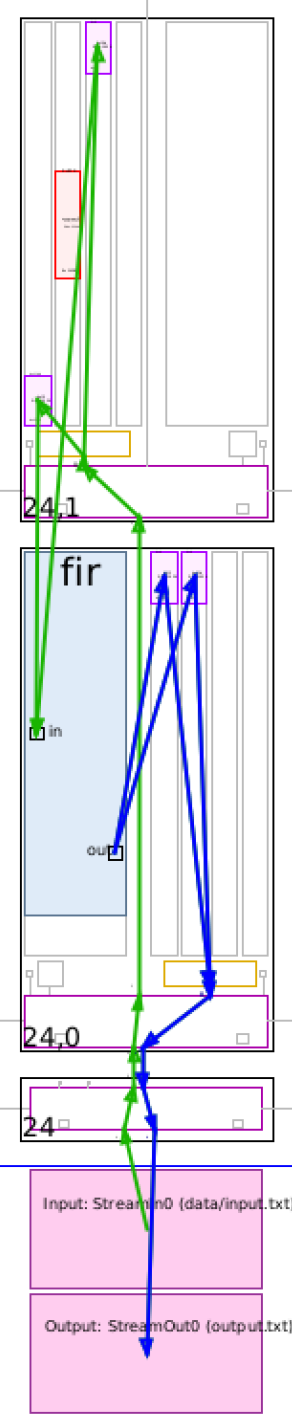 24,1
fir
in
out
24,0
24
Input: StreamIn0 (data/input.txt)
Output: StreamOut0 (output.txt)